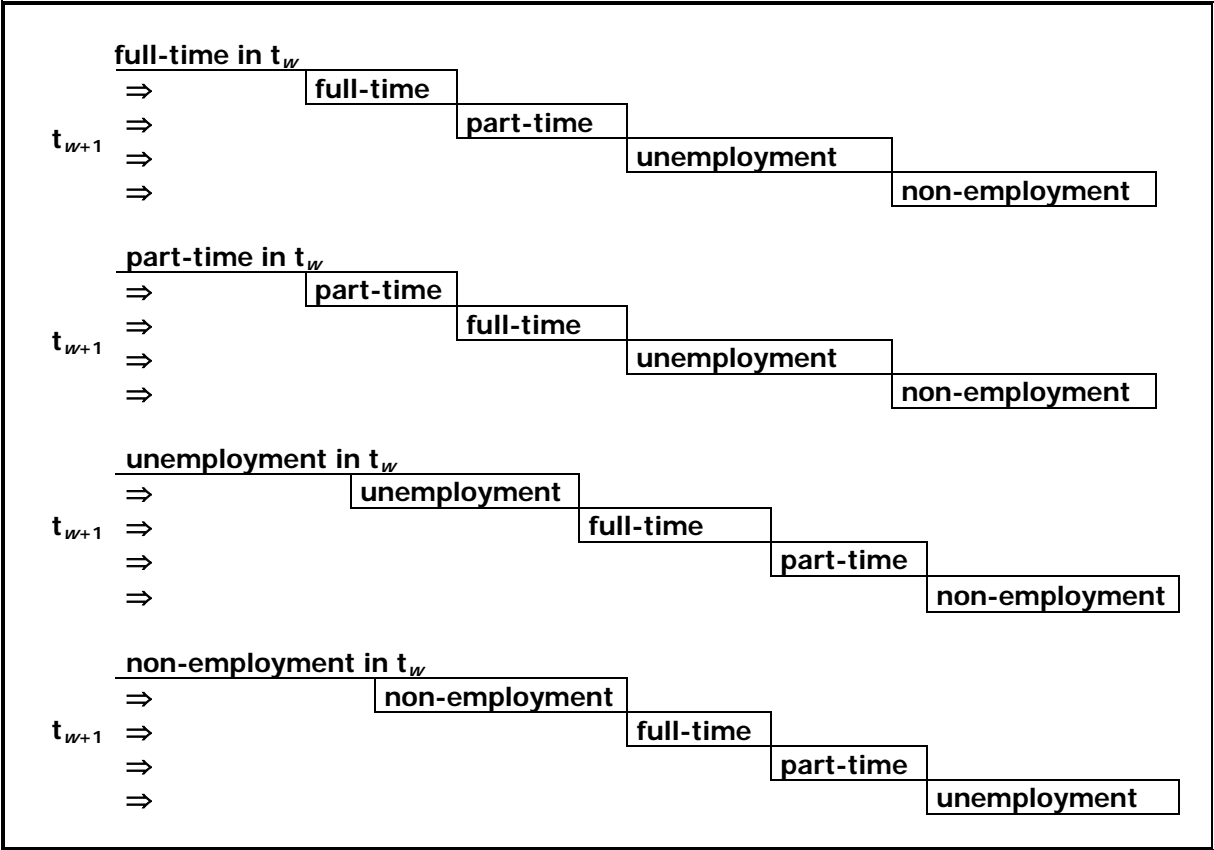 full-time in tw
⇒ full-time
⇒ part-time
tw+1
⇒ unemployment
⇒ non-employment
part-time in tw
⇒ part-time
⇒ full-time
tw+1
⇒ unemployment
⇒ non-employment
unemployment in tw
⇒ unemployment
tw+1 ⇒ full-time
⇒ part-time
⇒ non-employment
non-employment in tw
⇒ non-employment
tw+1 ⇒ full-time
⇒ part-time
⇒ unemployment